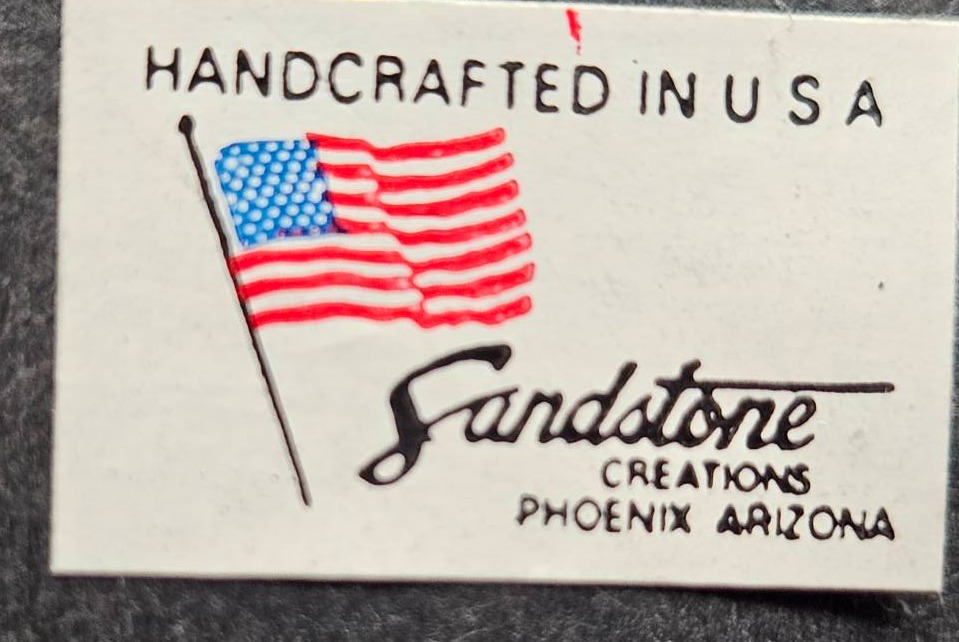 HANDCRAFTED IN U S A
Sandstone
CREATIONS
PHOENIX ARIZONA